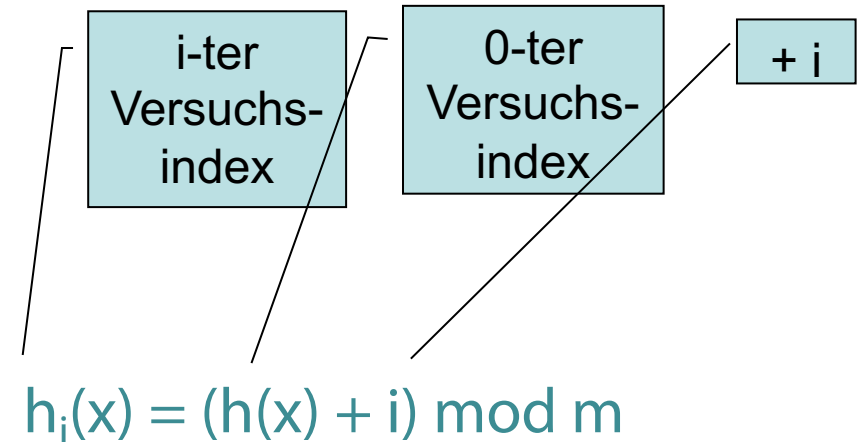 i-ter
Versuchs-
index
0-ter
Versuchs-
index
+ i
hᵢ(x) = (h(x) + i) mod m